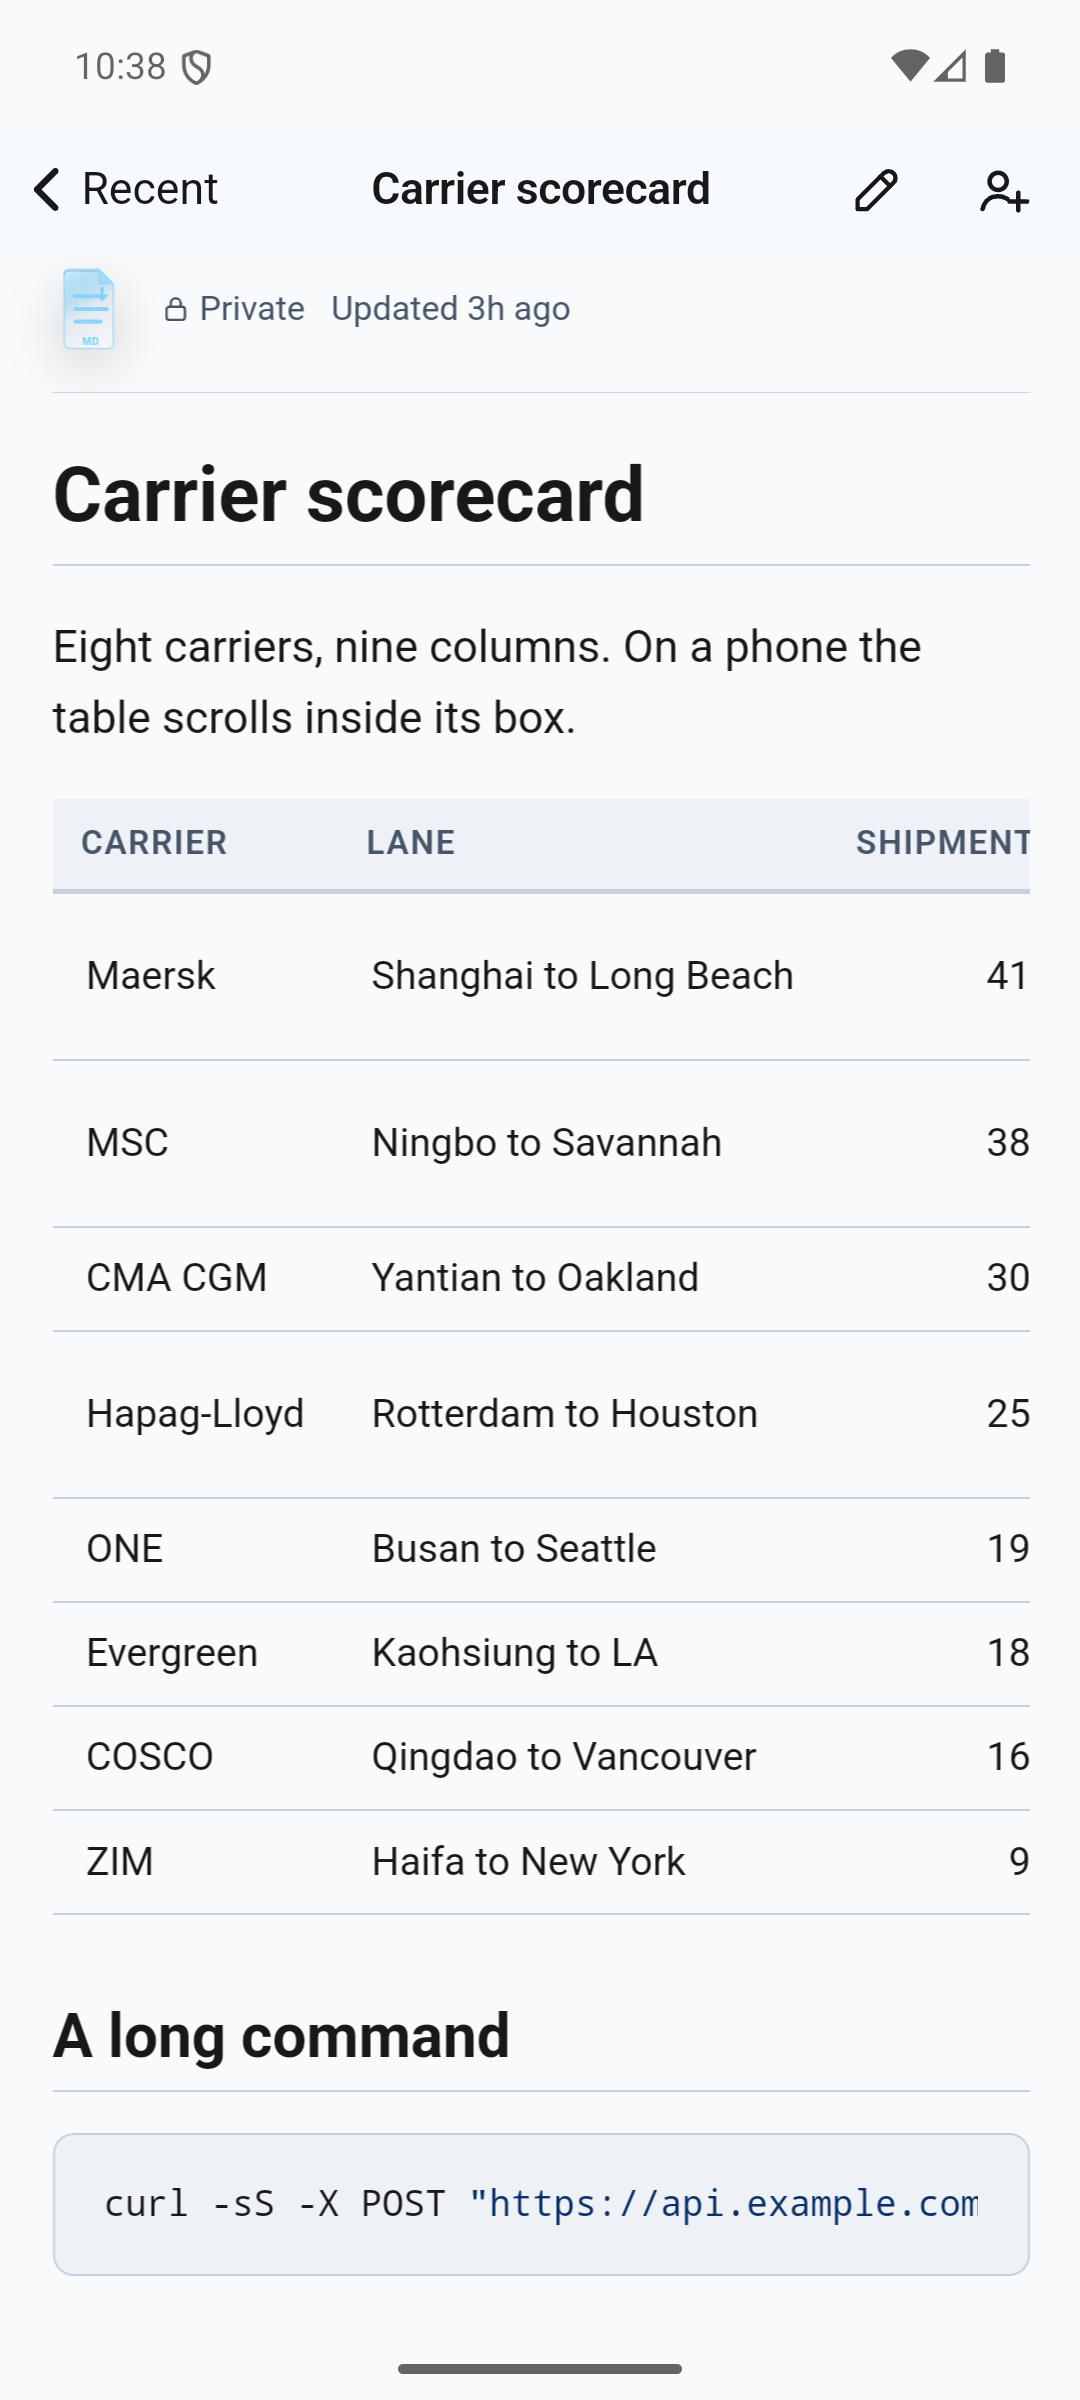 10:38
Recent
Carrier scorecard
MD
Private Updated 3h ago
Carrier scorecard
Eight carriers, nine columns. On a phone the
table scrolls inside its box.
CARRIER LANE SHIPMENT
Maersk Shanghai to Long Beach 41
MSC Ningbo to Savannah 38
CMA CGM Yantian to Oakland 30
Hapag-Lloyd Rotterdam to Houston 25
ONE Busan to Seattle 19
Evergreen Kaohsiung to LA 18
COSCO Qingdao to Vancouver 16
ZIM Haifa to New York 9
A long command
curl -sS -X POST "https://api.example.com